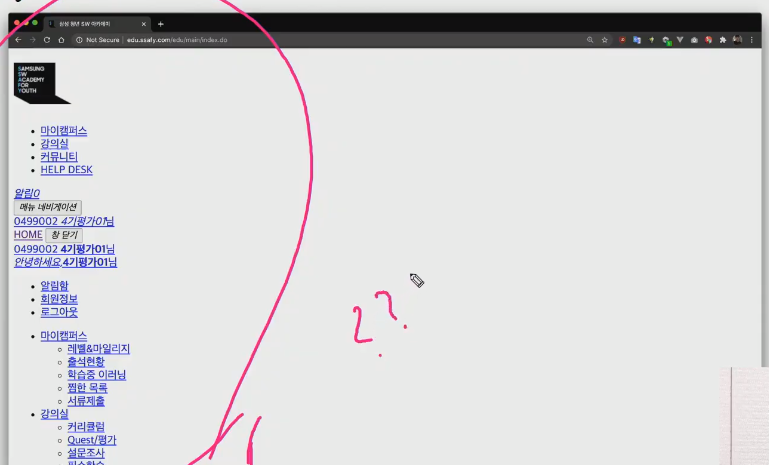 삼성 청년 SW 아카데미
Not Secure | edu.ssafy.com/edu/main/index.do
SAMSUNG
SW
ACADEMY
FOR
YOUTH
마이캠퍼스
강의실
커뮤니티
HELP DESK
알림0
메뉴 네비게이션
0499002 4기평가01님
HOME 창 닫기
0499002 4기평가01님
안녕하세요,4기평가01님
알림함
회원정보
로그아웃
마이캠퍼스
레벨&마일리지
출석현황
학습중 이러닝
찜한 목록
서류제출
강의실
커리큘럼
Quest/평가
설문조사
??